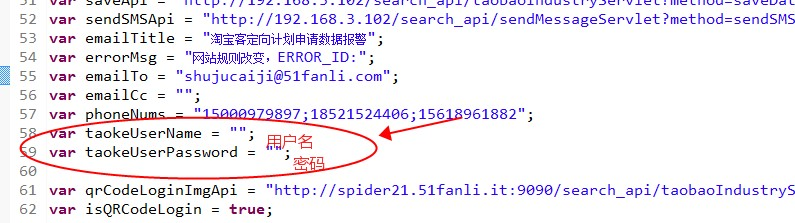 51 var saveApi = "http://192.168.3.102/search_api/taobaoIndustryServlet?method=saveDat
52 var sendSMSApi = "http://192.168.3.102/search_api/sendMessageServlet?method=sendSMS
53 var emailTitle = "淘宝客定向计划申请数据报警";
54 var errorMsg = "网站规则改变，ERROR_ID:";
55 var emailTo = "shujucaiji@51fanli.com";
56 var emailCc = "";
57 var phoneNums = "15000979897;18521524406;15618961882";
58 var taokeUserName = ""; 用户名
59 var taokeUserPassword = ""; 密码
60
61 var qrCodeLoginImgApi = "http://spider21.51fanli.it:9090/search_api/taobaoIndustryS
62 var isQRCodeLogin = true;